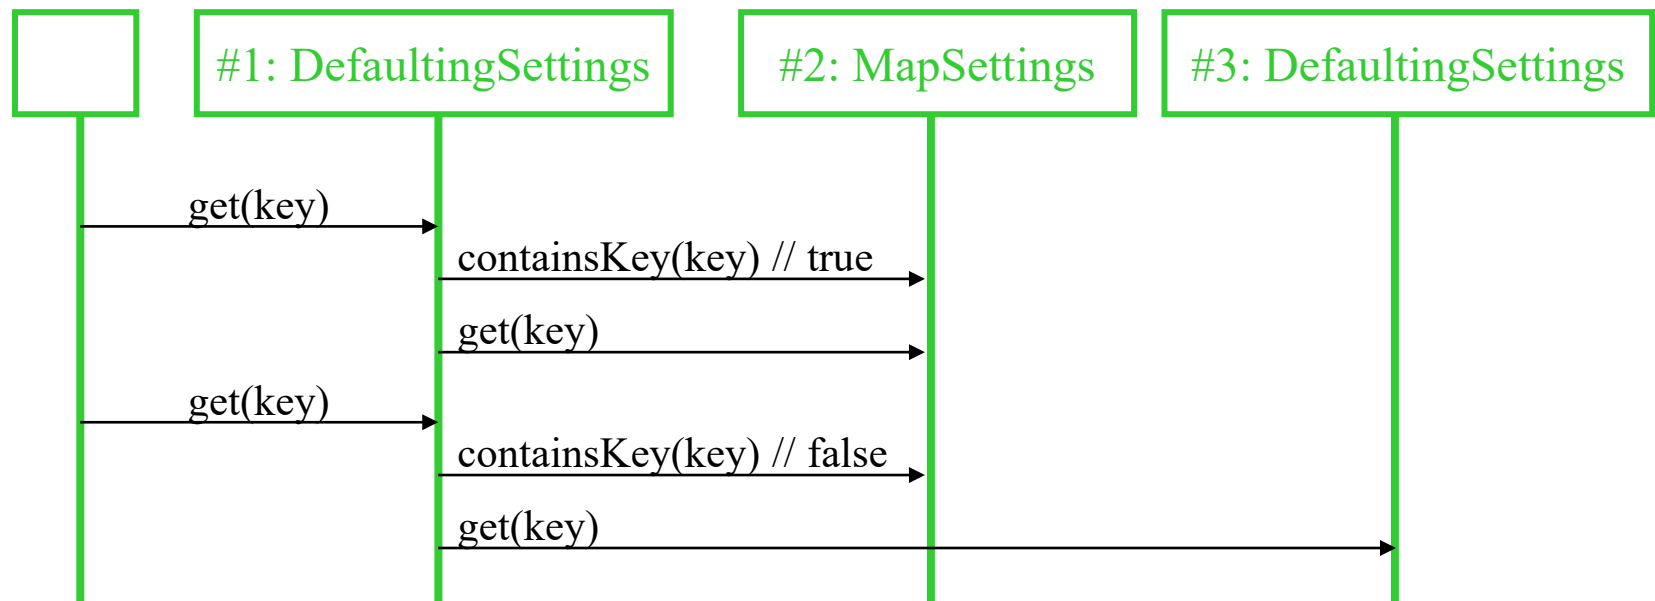 #1: DefaultingSettings
#2: MapSettings
#3: DefaultingSettings
get(key)
containsKey(key) // true
get(key)
get(key)
containsKey(key) // false
get(key)